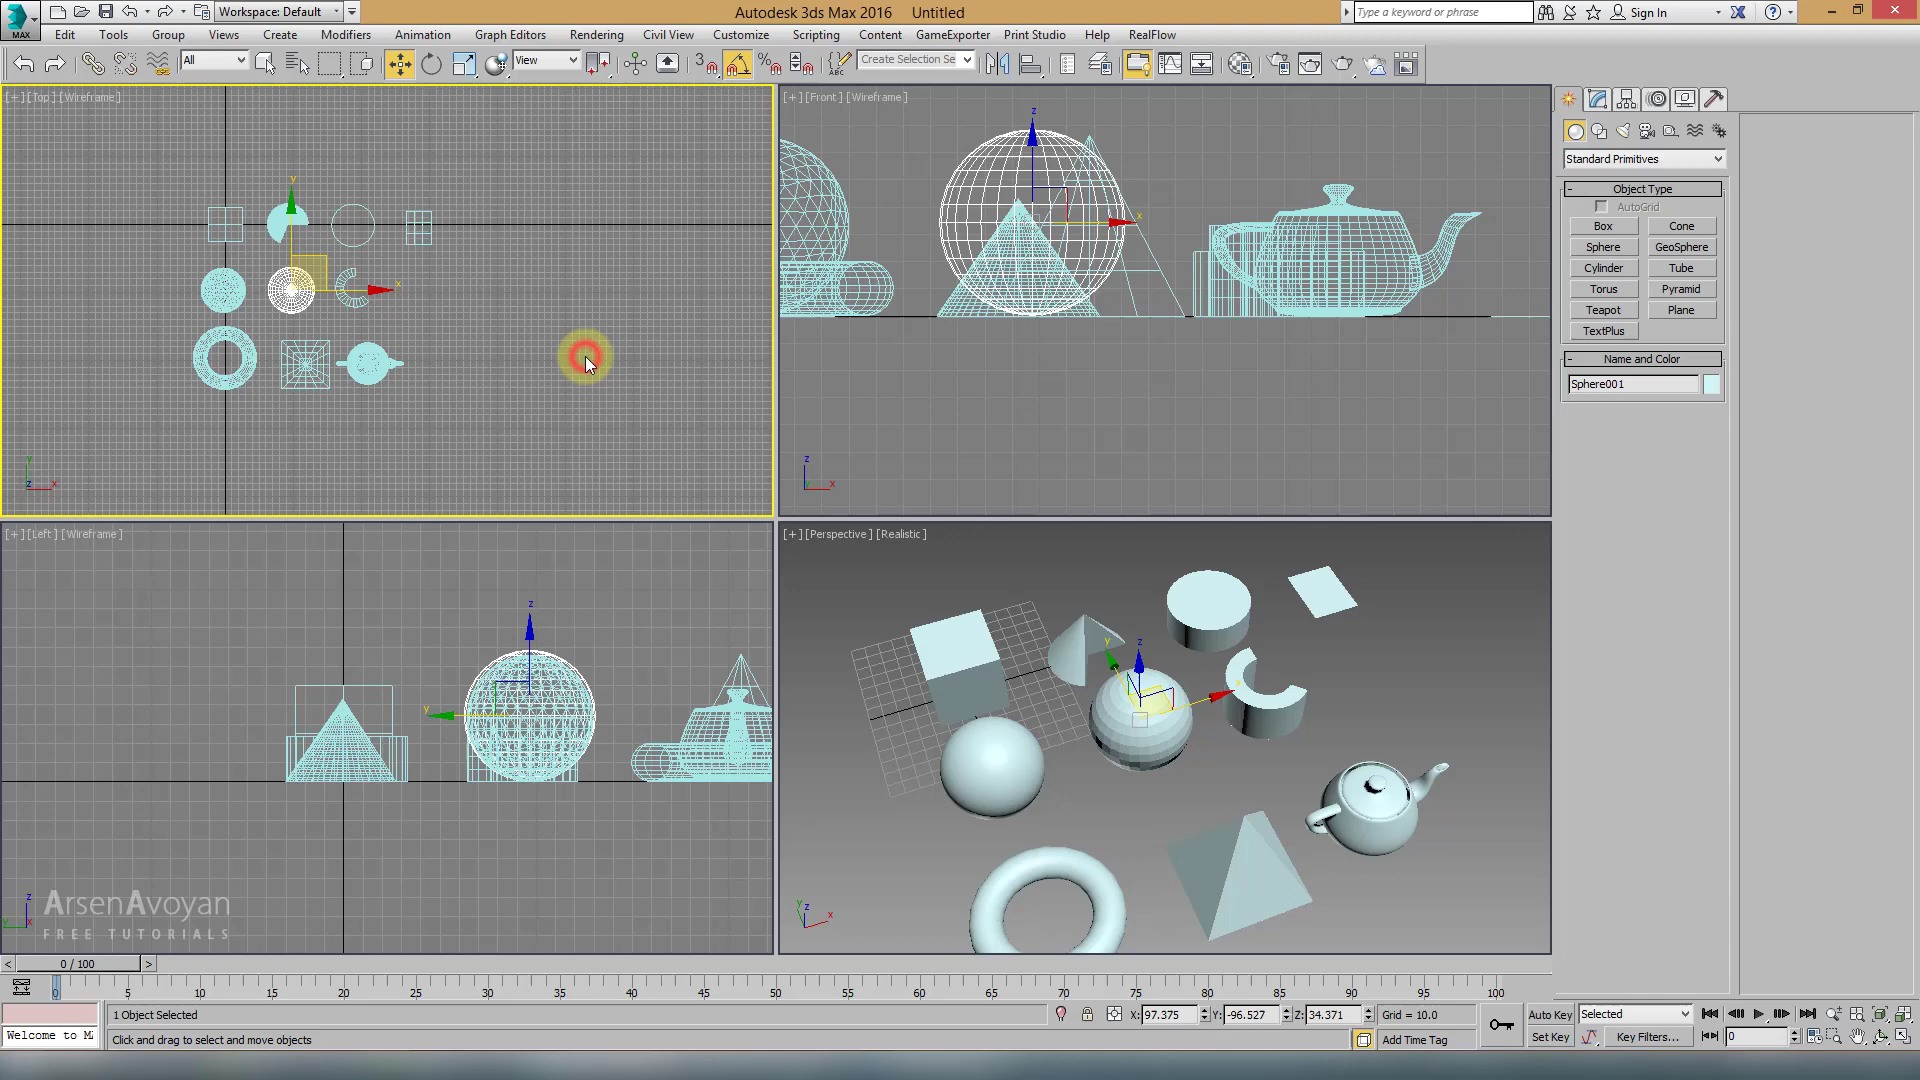 Workspace: Default
Autodesk 3ds Max 2016 Untitled
Type a keyword or phrase
Sign In
MAX
Edit Tools Group Views Create Modifiers Animation Graph Editors Rendering Civil View Customize Scripting Content GameExporter Print Studio Help RealFlow
All
View
3
ABC
Create Selection Se
[+][Top][Wireframe]
[+][Front][Wireframe]
[+][Left][Wireframe]
[+][Perspective][Realistic]
Standard Primitives
- Object Type
AutoGrid
Box Cone
Sphere GeoSphere
Cylinder Tube
Torus Pyramid
Teapot Plane
TextPlus
- Name and Color
Sphere001
ArsenAvoyan
FREE TUTORIALS
< 0 / 100 >
0 5 10 15 20 25 30 35 40 45 50 55 60 65 70 75 80 85 90 95 100
1 Object Selected
X: 97.375 Y: -96.527 Z: 34.371 Grid = 10.0
Auto Key Selected
Welcome to M
Click and drag to select and move objects
Add Time Tag
Set Key Key Filters... 0